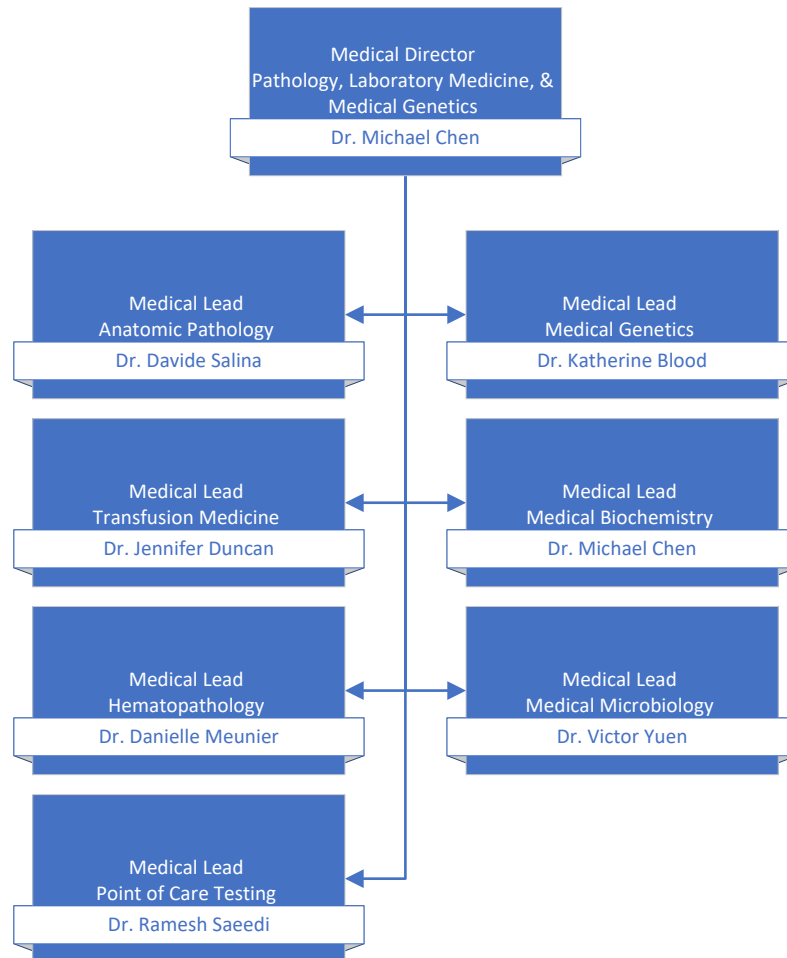 Medical Director
Pathology, Laboratory Medicine, &
Medical Genetics
Dr. Michael Chen
Medical Lead
Anatomic Pathology
Dr. Davide Salina
Medical Lead
Medical Genetics
Dr. Katherine Blood
Medical Lead
Transfusion Medicine
Dr. Jennifer Duncan
Medical Lead
Medical Biochemistry
Dr. Michael Chen
Medical Lead
Hematopathology
Dr. Danielle Meunier
Medical Lead
Medical Microbiology
Dr. Victor Yuen
Medical Lead
Point of Care Testing
Dr. Ramesh Saeedi